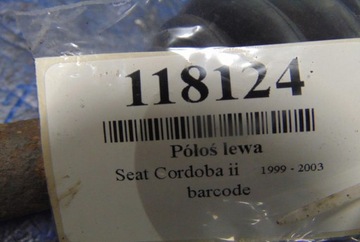 118124
Półoś lewa
Seat Cordoba ii 1999 - 2003
barcode